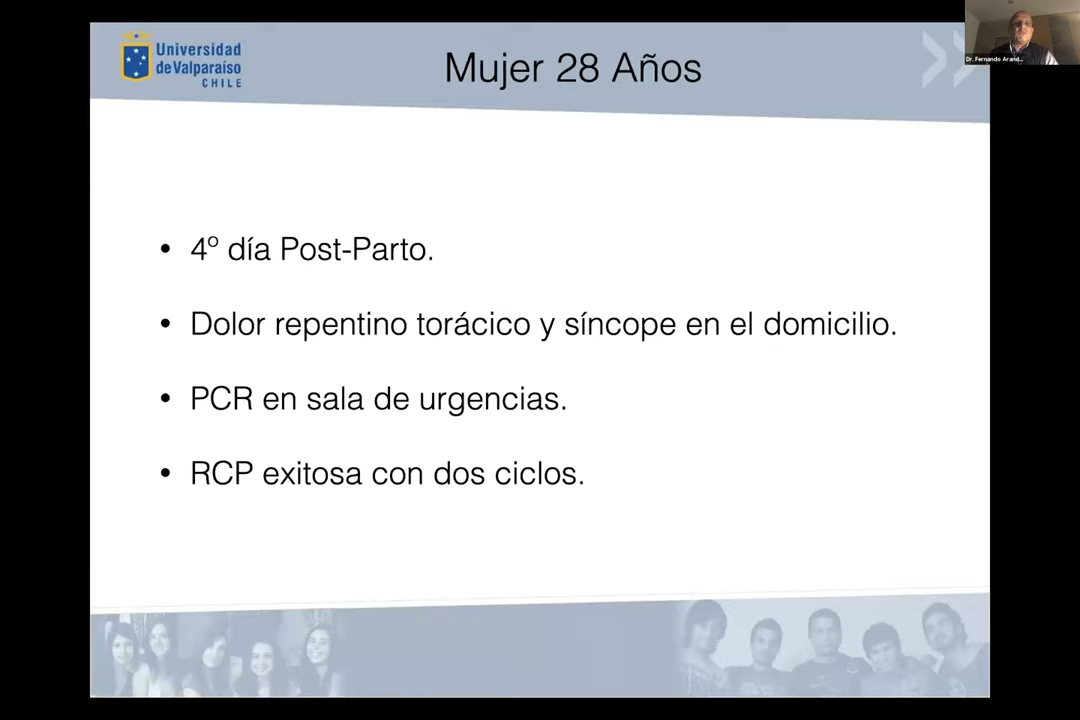 Universidad
de Valparaíso
CHILE
Mujer 28 Años
Dr. Fernando Arand...
• 4º día Post-Parto.
• Dolor repentino torácico y síncope en el domicilio.
• PCR en sala de urgencias.
• RCP exitosa con dos ciclos.